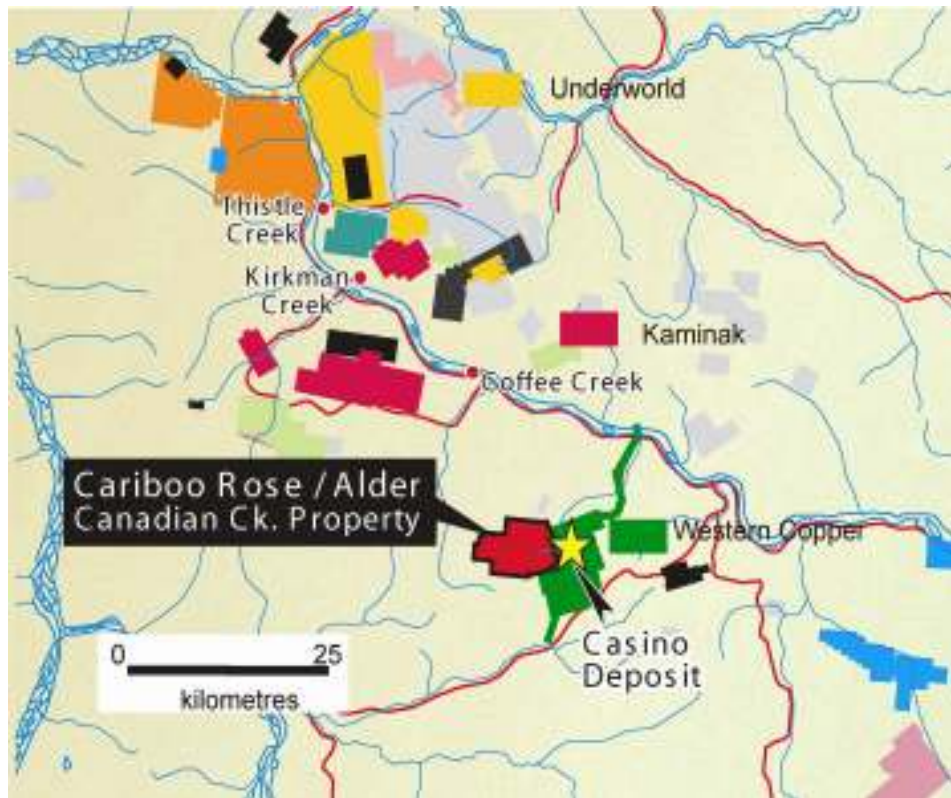 Underworld
Thistle
Creek
Kirkman
Creek
Kaminak
Coffee Creek
Cariboo Rose / Alder
Canadian Ck. Property
Western Copper
Casino
Deposit
0 25
kilometres